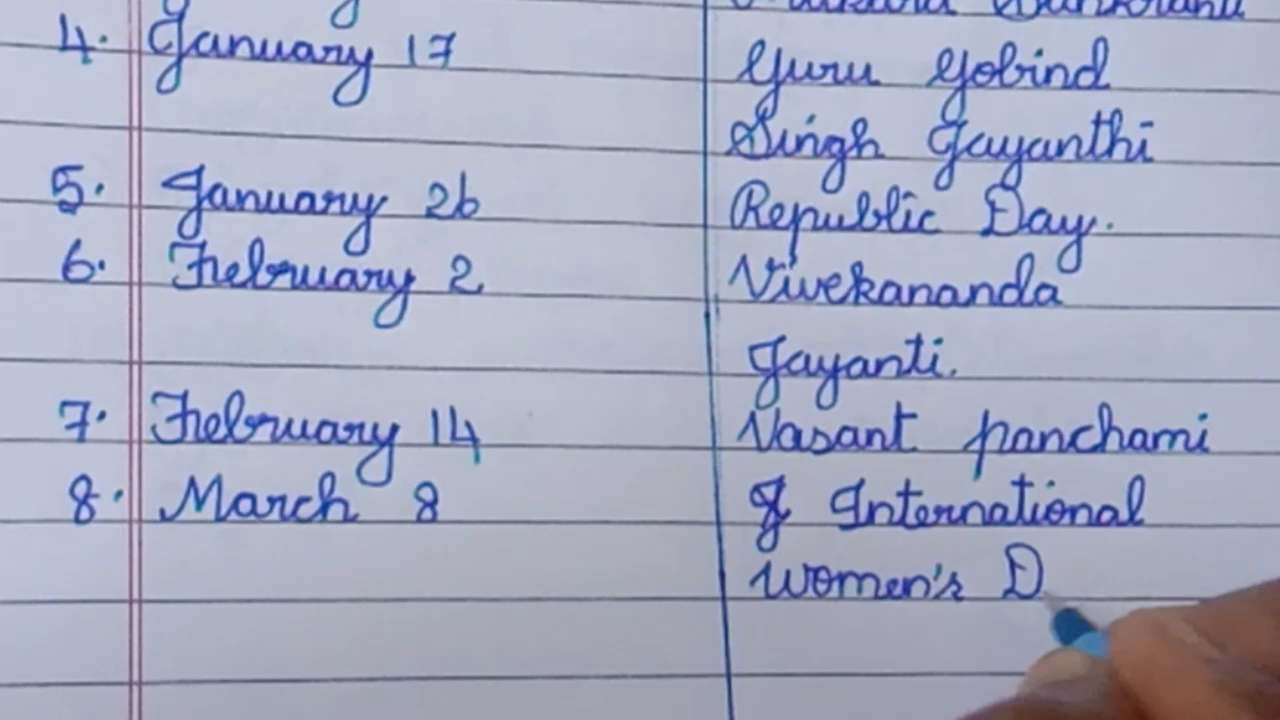 4. January 17 Guru Gobind
Singh Jayanthi
5. January 26 Republic Day.
6. February 2 Vivekananda
Jayanti.
7. February 14 Vasant panchami
8. March 8 International
Women's D